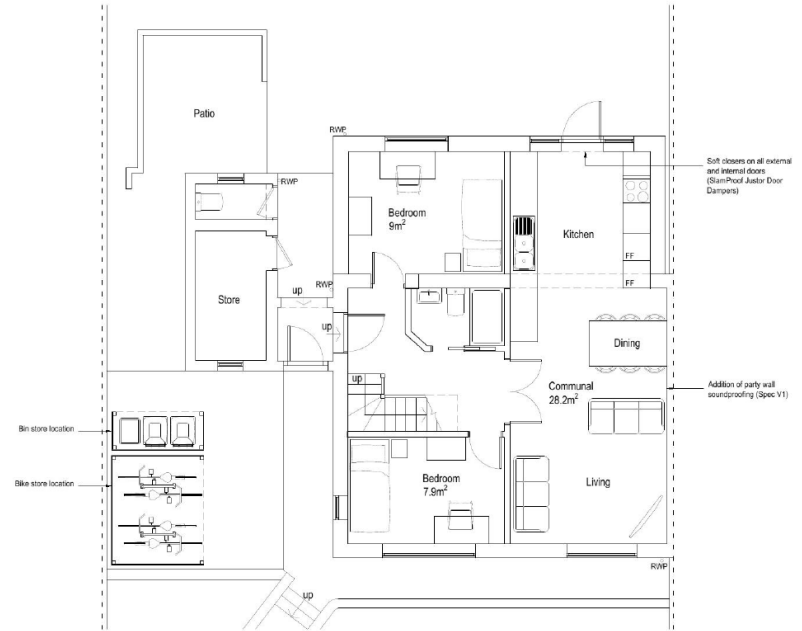 Patio
RWP
RWP
Soft closers on all external
and internal doors
(SlamProof Justor Door
Dampers)
Bedroom
9m²
Kitchen
FF
FF
RWP
up
Store
up
Dining
up
Communal
28.2m²
Addition of party wall
soundproofing (Spec V1)
Bin store location
Bike store location
Bedroom
7.9m²
Living
RWP
up